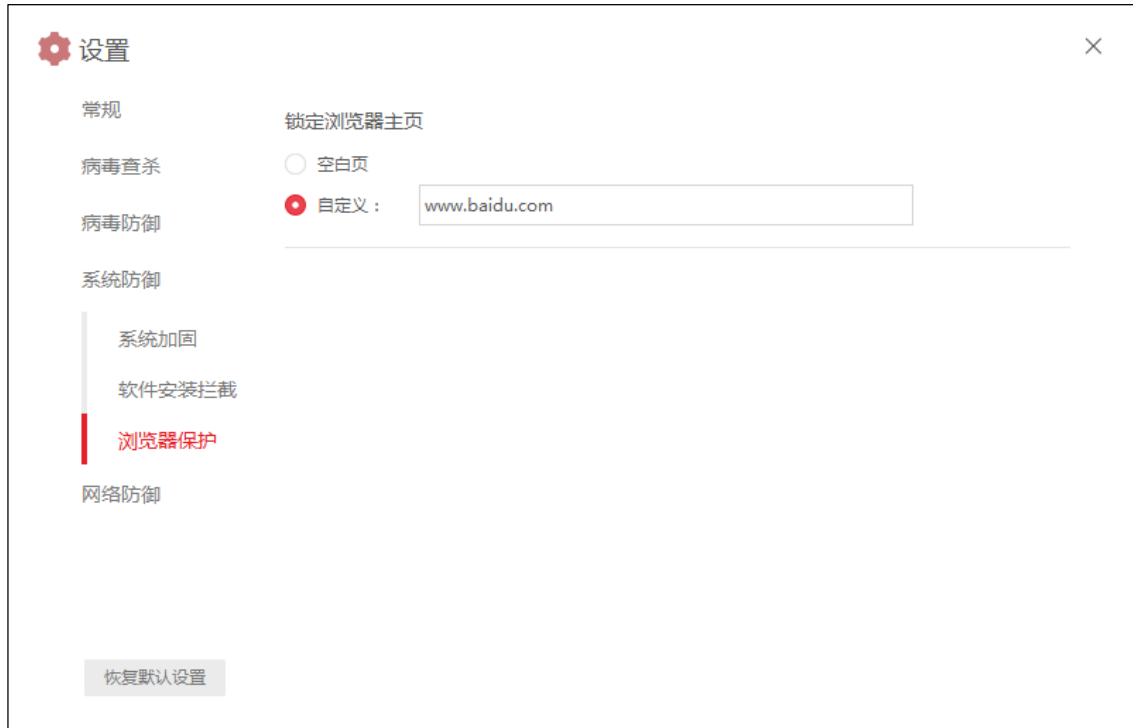 设置
常规
病毒查杀
病毒防御
系统防御
系统加固
软件安装拦截
浏览器保护
网络防御
恢复默认设置
锁定浏览器主页
空白页
自定义： www.baidu.com